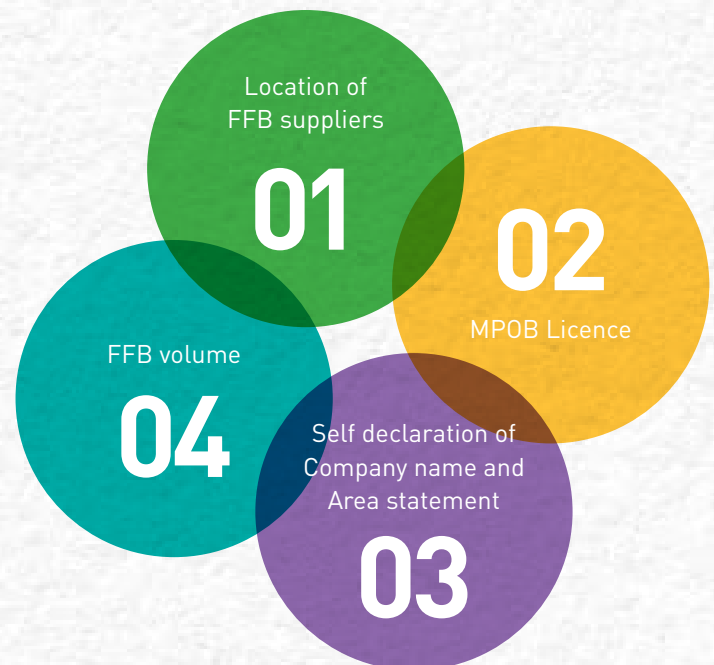 Location of
FFB suppliers
01
02
MPOB Licence
Self declaration of
Company name and
Area statement
03
FFB volume
04